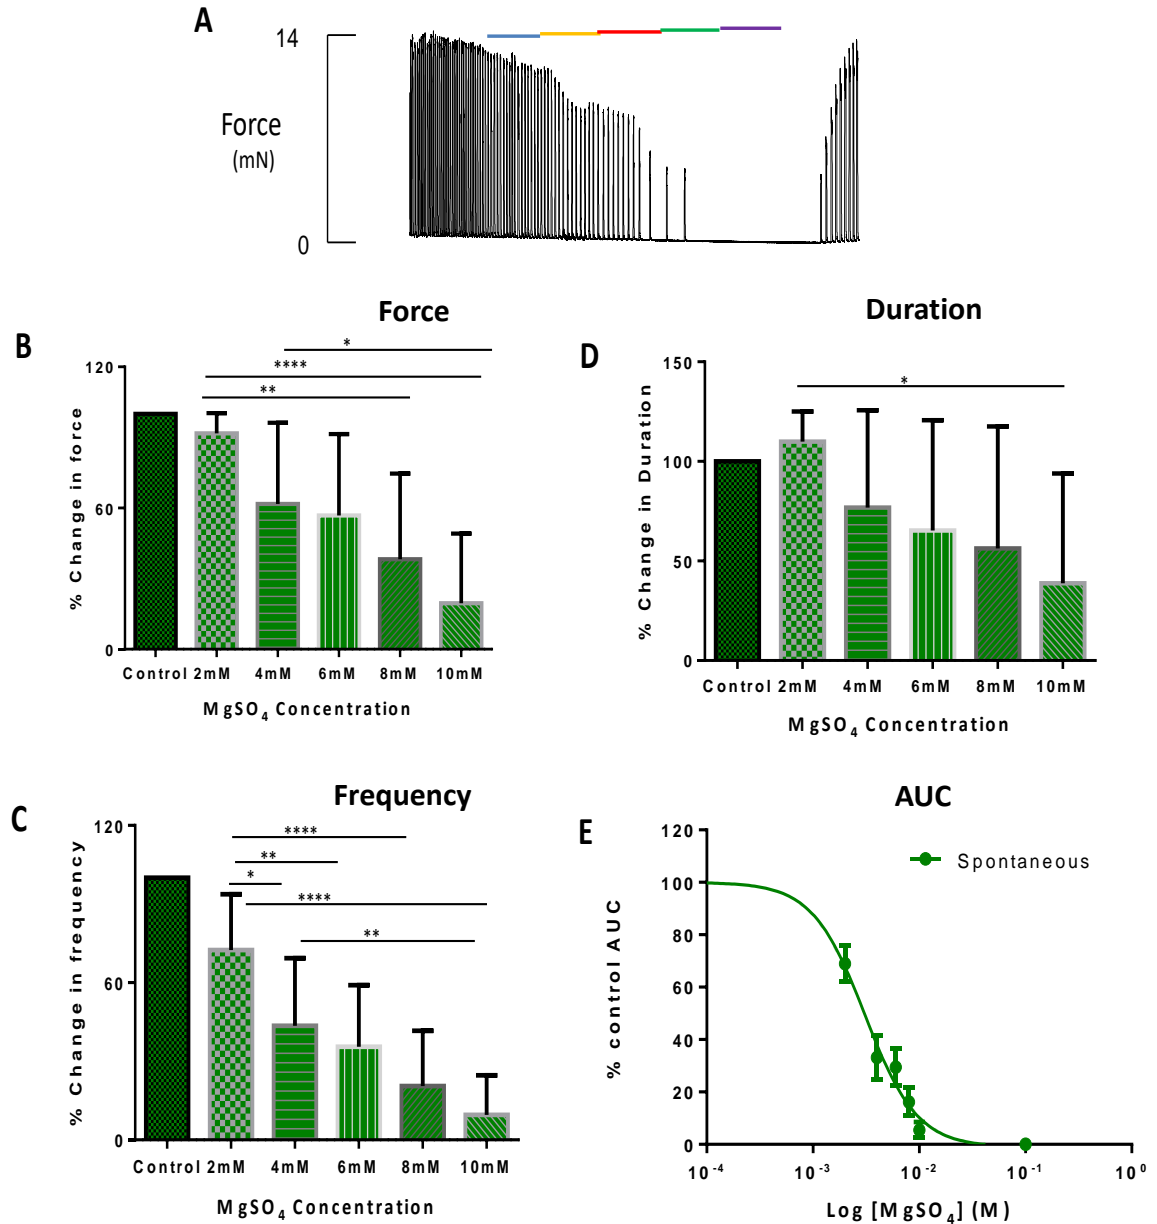 A
14
Force
(mN)
0
B
Force
*
****
**
120
60
0
% Change in force
Control 2mM 4mM 6mM 8mM 10mM
MgSO4 Concentration
D
Duration
*
150
100
50
0
% Change in Duration
Control 2mM 4mM 6mM 8mM 10mM
MgSO4 Concentration
C
Frequency
****
**
*
****
**
120
60
0
% Change in frequency
Control 2mM 4mM 6mM 8mM 10mM
MgSO4 Concentration
E
AUC
Spontaneous
120
100
80
60
40
20
0
% control AUC
10-4 10-3 10-2 10-1 100
Log [MgSO4] (M)